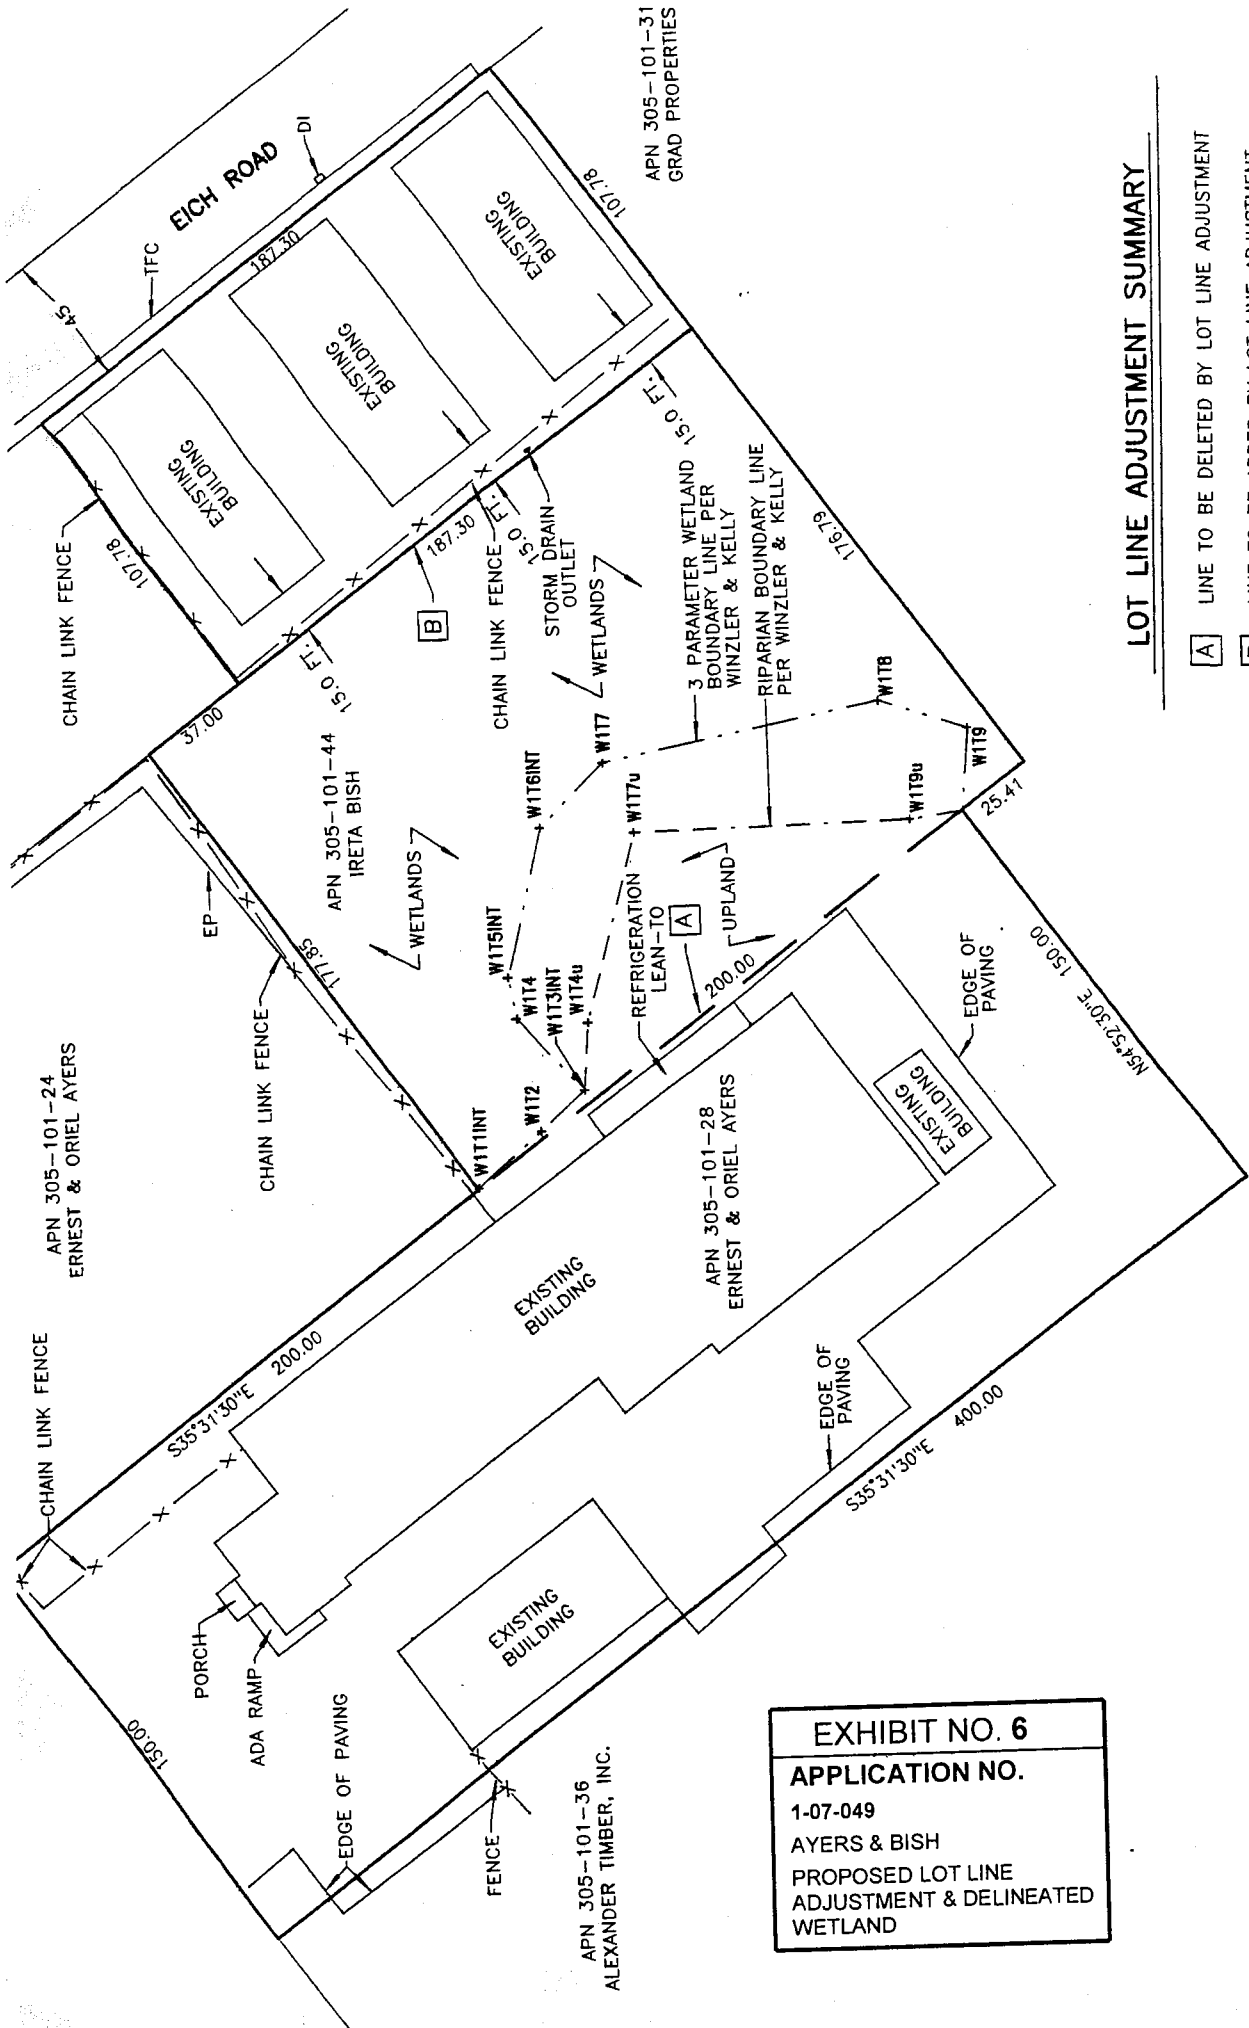 CHAIN LINK FENCE
APN 305-101-24
ERNEST & ORIEL AYERS
CHAIN LINK FENCE
45
TFC
EICH ROAD
DI
187.30
APN 305-101-31
GRAD PROPERTIES
EXISTING
BUILDING
EXISTING
BUILDING
EXISTING
BUILDING
107.78
107.78
37.00
EP
CHAIN LINK FENCE
177.85
APN 305-101-44
IRETA BISH
15.0 FT.
B
187.30
CHAIN LINK FENCE
15.0 FT.
STORM DRAIN
OUTLET
15.0 FT.
WETLANDS
WETLANDS
3 PARAMETER WETLAND
BOUNDARY LINE PER
WINZLER & KELLY
RIPARIAN BOUNDARY LINE
PER WINZLER & KELLY
176.79
W1T1INT
W1T2
W1T3INT
W1T4u
W1T4
W1T5INT
W1T6INT
W1T7
W1T7u
W1T8
W1T9u
W1T9
25.41
REFRIGERATION
LEAN-TO
A
UPLAND
200.00
S35°31'30"E 200.00
PORCH
ADA RAMP
150.00
EDGE OF PAVING
FENCE
EXISTING
BUILDING
EXISTING
BUILDING
APN 305-101-28
ERNEST & ORIEL AYERS
EXISTING
BUILDING
EDGE OF
PAVING
EDGE OF
PAVING
N54°52'30"E 150.00
S35°31'30"E 400.00
APN 305-101-36
ALEXANDER TIMBER, INC.
LOT LINE ADJUSTMENT SUMMARY
A LINE TO BE DELETED BY LOT LINE ADJUSTMENT
EXHIBIT NO. 6
APPLICATION NO.
1-07-049
AYERS & BISH
PROPOSED LOT LINE
ADJUSTMENT & DELINEATED
WETLAND